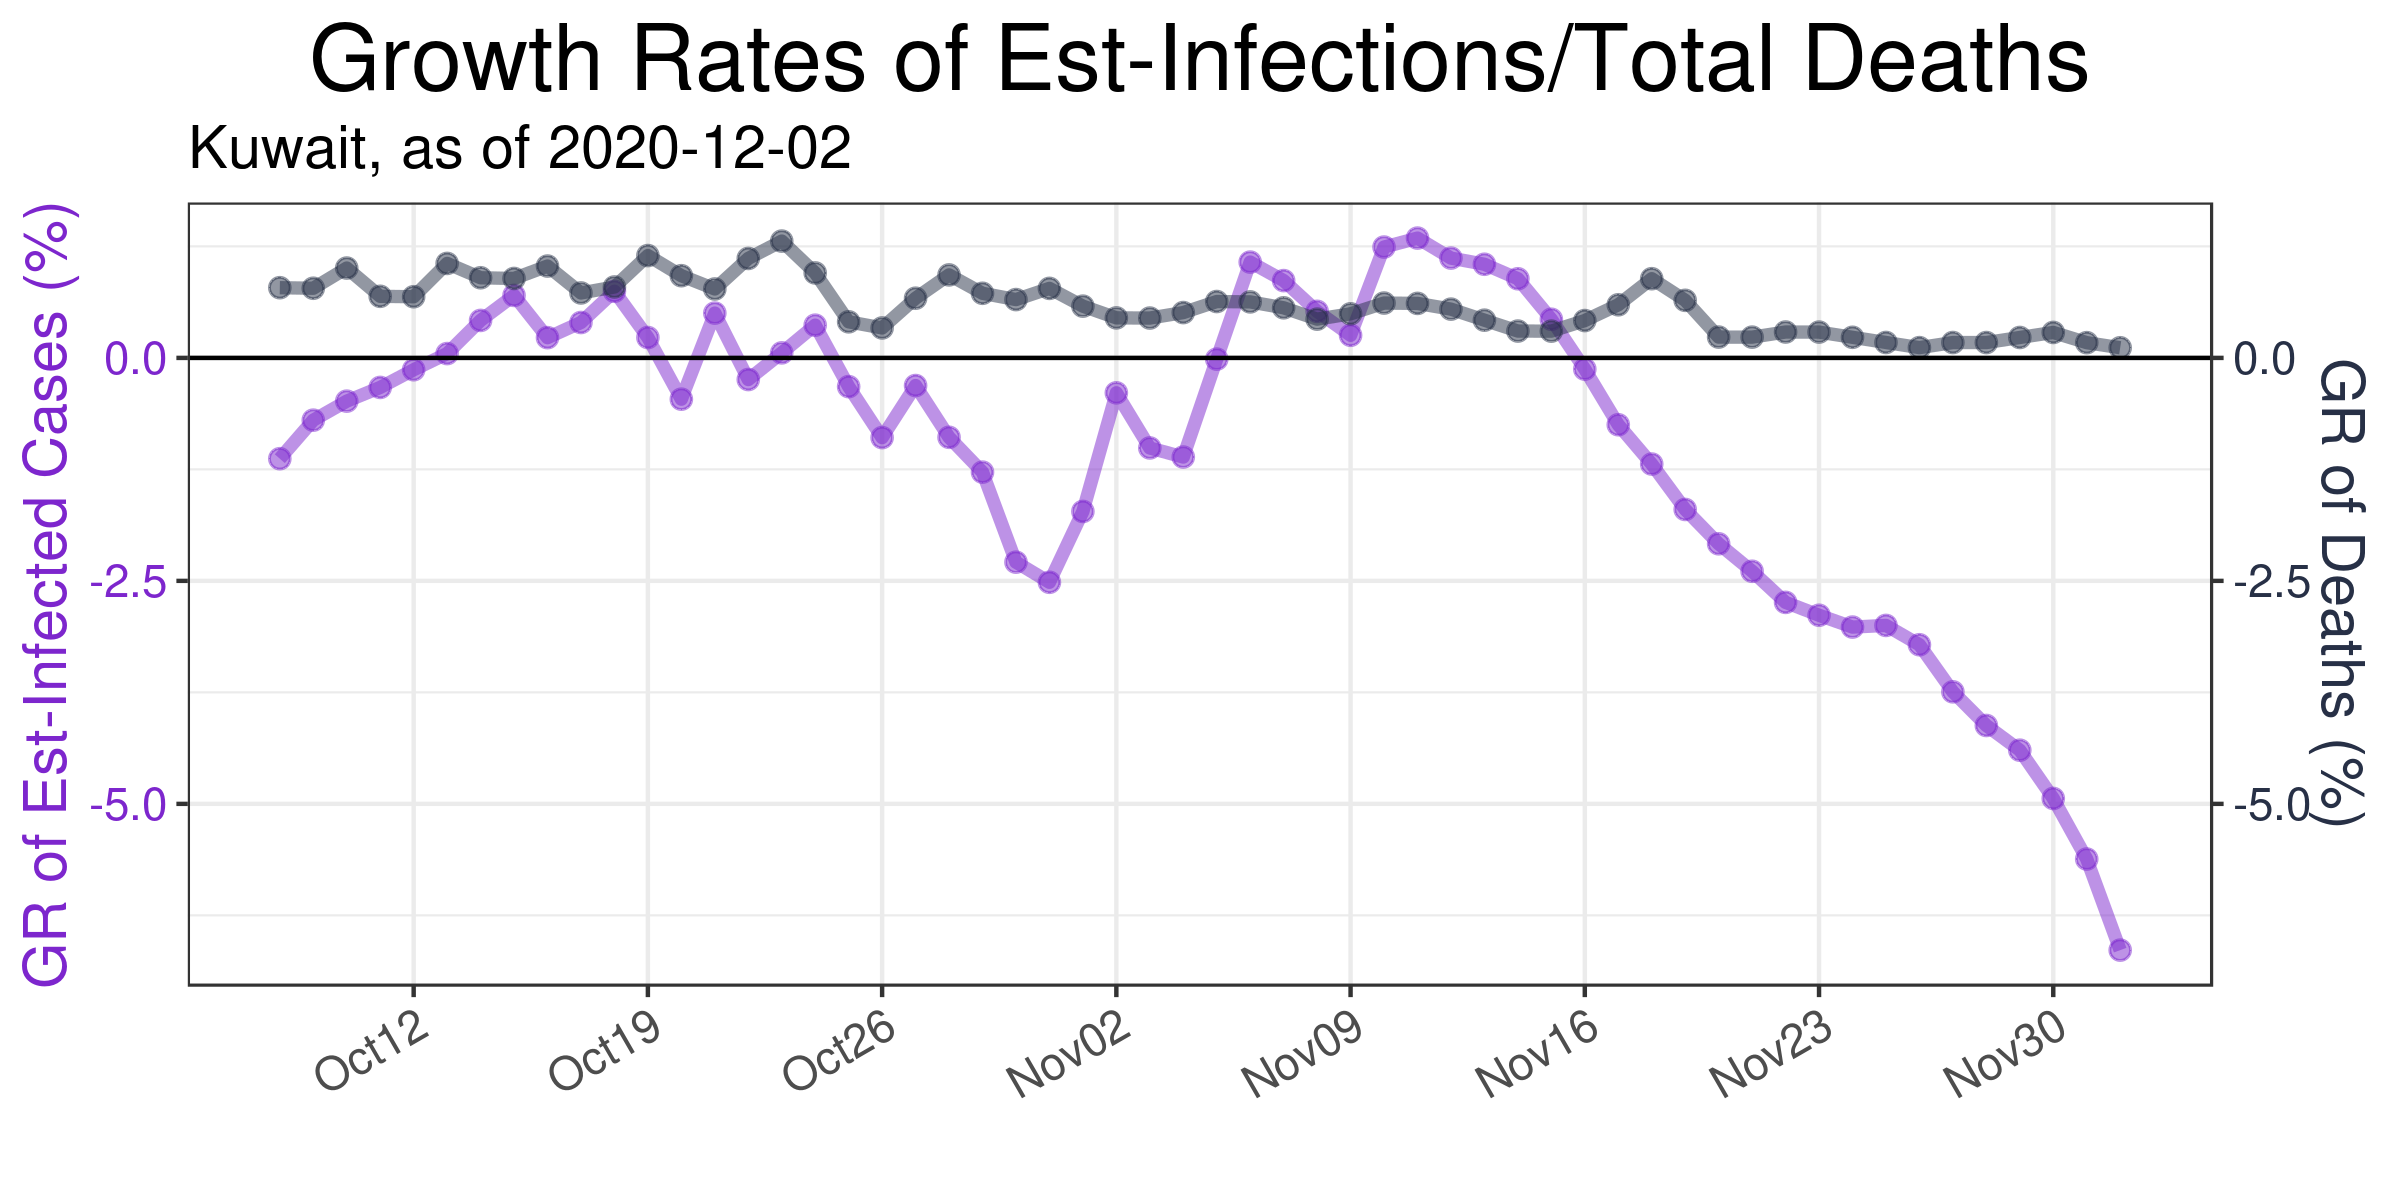 Growth Rates of Est-Infections/Total Deaths
Kuwait, as of 2020-12-02
GR of Est-Infected Cases (%)
0.0
-2.5
-5.0
0.0
-2.5
-5.0
GR of Deaths (%)
Oct12
Oct19
Oct26
Nov02
Nov09
Nov16
Nov23
Nov30